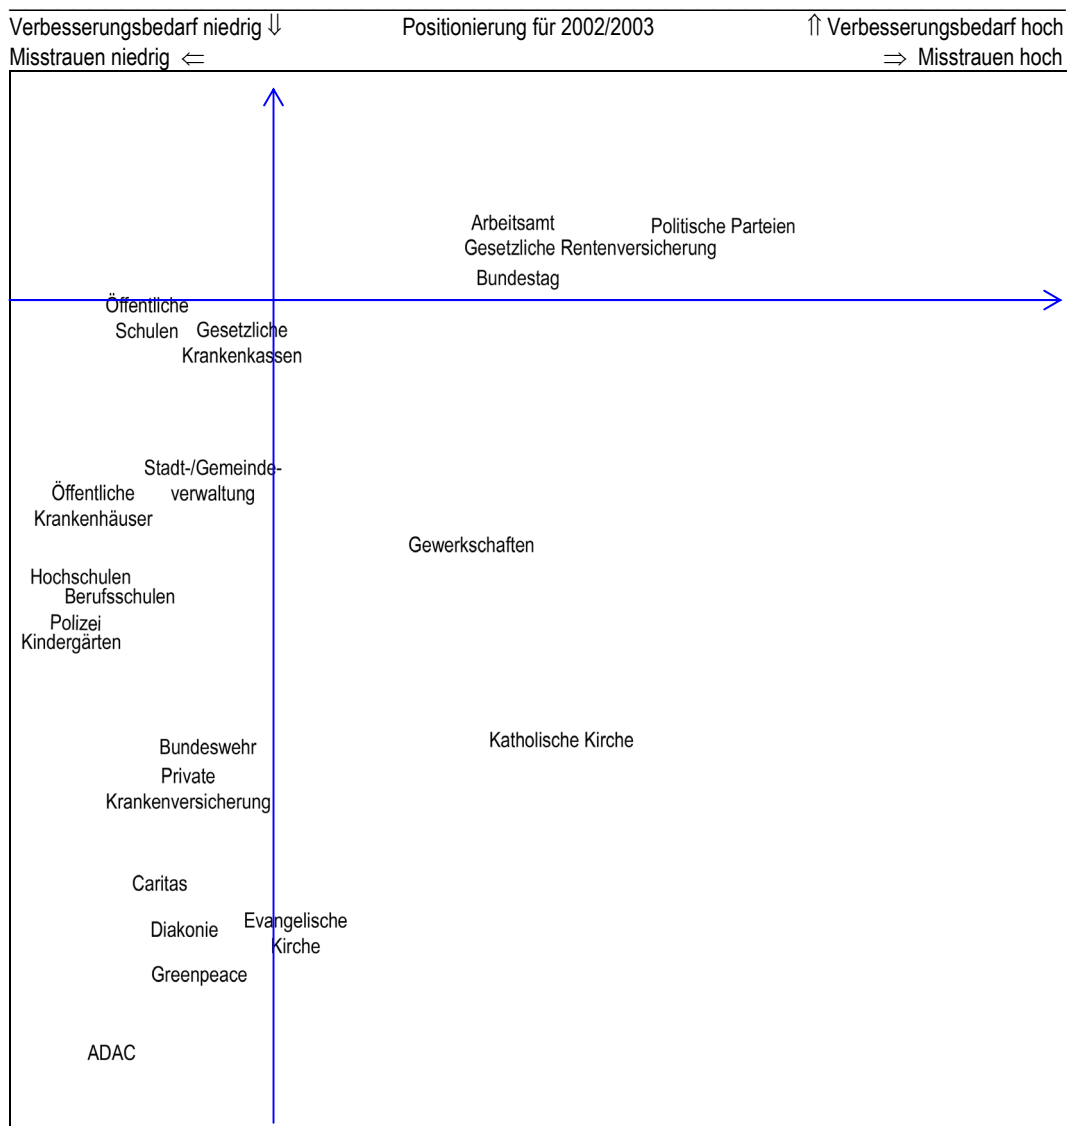 Verbesserungsbedarf niedrig ⇓ Positionierung für 2002/2003 ⇑ Verbesserungsbedarf hoch
Misstrauen niedrig ⇐ ⇒ Misstrauen hoch
Arbeitsamt Politische Parteien
Gesetzliche Rentenversicherung
Bundestag
Öffentliche
Schulen
Gesetzliche
Krankenkassen
Stadt-/Gemeinde-
verwaltung
Öffentliche
Krankenhäuser
Gewerkschaften
Hochschulen
Berufsschulen
Polizei
Kindergärten
Katholische Kirche
Bundeswehr
Private
Krankenversicherung
Caritas
Diakonie
Evangelische
Kirche
Greenpeace
ADAC